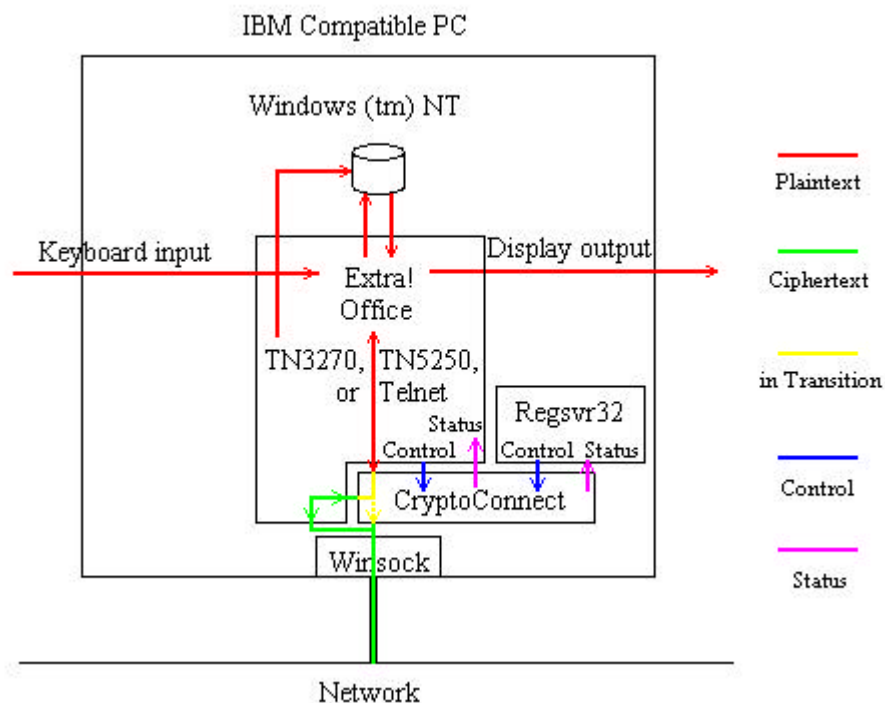 IBM Compatible PC
Windows (tm) NT
Plaintext
Keyboard input
Display output
Extra!
Office
Ciphertext
TN3270,
or
TN5250,
Telnet
in Transition
Regsvr32
Status
Control
Control
Status
CryptoConnect
Control
Winsock
Status
Network